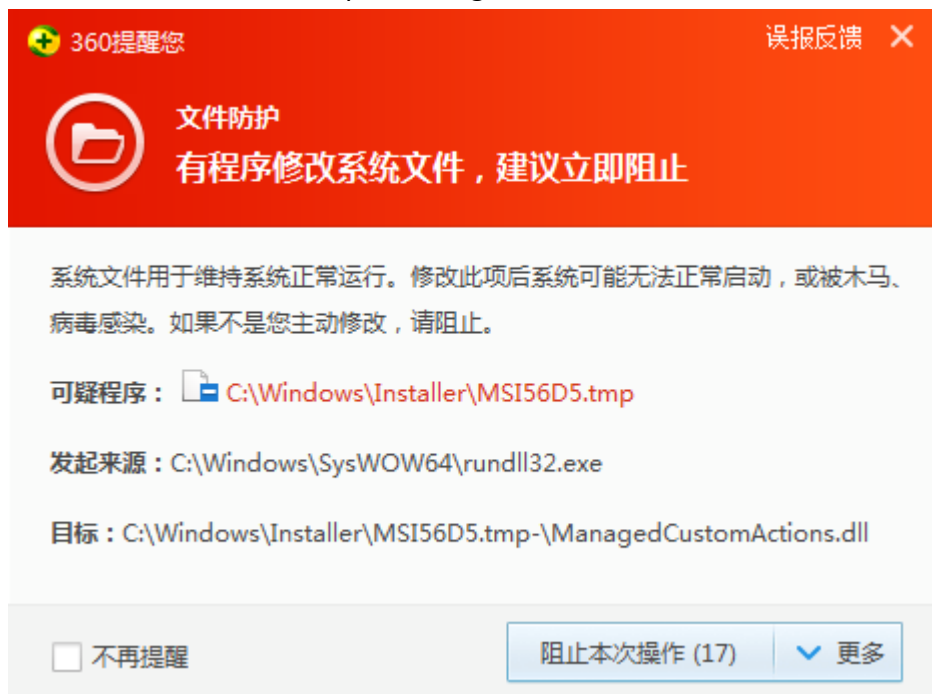 360提醒您
误报反馈
文件防护
有程序修改系统文件，建议立即阻止
系统文件用于维持系统正常运行。修改此项后系统可能无法正常启动，或被木马、
病毒感染。如果不是您主动修改，请阻止。
可疑程序： C:\Windows\Installer\MSI56D5.tmp
发起来源：C:\Windows\SysWOW64\rundll32.exe
目标：C:\Windows\Installer\MSI56D5.tmp-\ManagedCustomActions.dll
不再提醒
阻止本次操作 (17)
更多